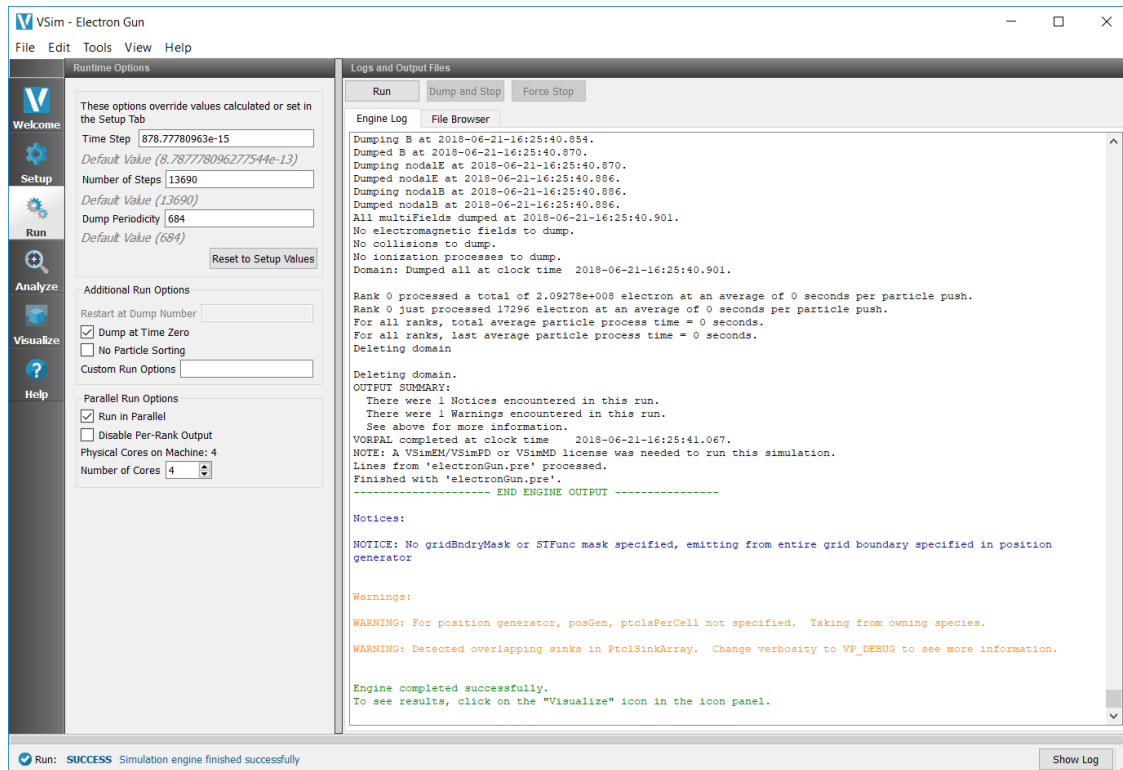 VSim - Electron Gun
File Edit Tools View Help
Runtime Options
Logs and Output Files
Welcome
Setup
Run
Analyze
Visualize
Help
These options override values calculated or set in
the Setup Tab
Time Step 878.77780963e-15
Default Value (8.787778096277544e-13)
Number of Steps 13690
Default Value (13690)
Dump Periodicity 684
Default Value (684)
Reset to Setup Values
Additional Run Options
Restart at Dump Number
Dump at Time Zero
No Particle Sorting
Custom Run Options
Parallel Run Options
Run in Parallel
Disable Per-Rank Output
Physical Cores on Machine: 4
Number of Cores 4
Run Dump and Stop Force Stop
Engine Log File Browser
Dumping B at 2018-06-21-16:25:40.854.
Dumped B at 2018-06-21-16:25:40.870.
Dumping nodalE at 2018-06-21-16:25:40.870.
Dumped nodalE at 2018-06-21-16:25:40.886.
Dumping nodalB at 2018-06-21-16:25:40.886.
Dumped nodalB at 2018-06-21-16:25:40.886.
All multiFields dumped at 2018-06-21-16:25:40.901.
No electromagnetic fields to dump.
No collisions to dump.
No ionization processes to dump.
Domain: Dumped all at clock time 2018-06-21-16:25:40.901.
Rank 0 processed a total of 2.09278e+008 electron at an average of 0 seconds per particle push.
Rank 0 just processed 17296 electron at an average of 0 seconds per particle push.
For all ranks, total average particle process time = 0 seconds.
For all ranks, last average particle process time = 0 seconds.
Deleting domain
Deleting domain.
OUTPUT SUMMARY:
There were 1 Notices encountered in this run.
There were 1 Warnings encountered in this run.
See above for more information.
VORPAL completed at clock time 2018-06-21-16:25:41.067.
NOTE: A VSimEM/VSimPD or VSimMD license was needed to run this simulation.
Lines from 'electronGun.pre' processed.
Finished with 'electronGun.pre'.
--------------------- END ENGINE OUTPUT ----------------
Notices:
NOTICE: No gridBndryMask or STFunc mask specified, emitting from entire grid boundary specified in position
generator
Warnings:
WARNING: For position generator, posGen, ptclsPerCell not specified. Taking from owning species.
WARNING: Detected overlapping sinks in PtclSinkArray. Change verbosity to VP_DEBUG to see more information.
Engine completed successfully.
To see results, click on the "Visualize" icon in the icon panel.
Run: SUCCESS Simulation engine finished successfully
Show Log